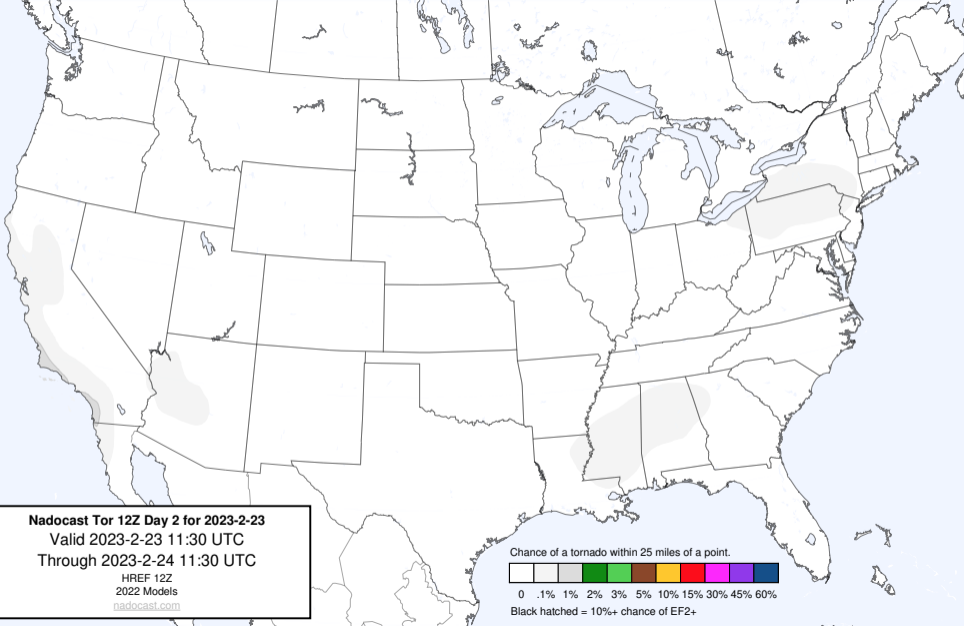 Nadocast Tor 12Z Day 2 for 2023-2-23
Valid 2023-2-23 11:30 UTC
Through 2023-2-24 11:30 UTC
HREF 12Z
2022 Models
nadocast.com
Chance of a tornado within 25 miles of a point.
0 .1% 1% 2% 3% 5% 10% 15% 30% 45% 60%
Black hatched = 10%+ chance of EF2+